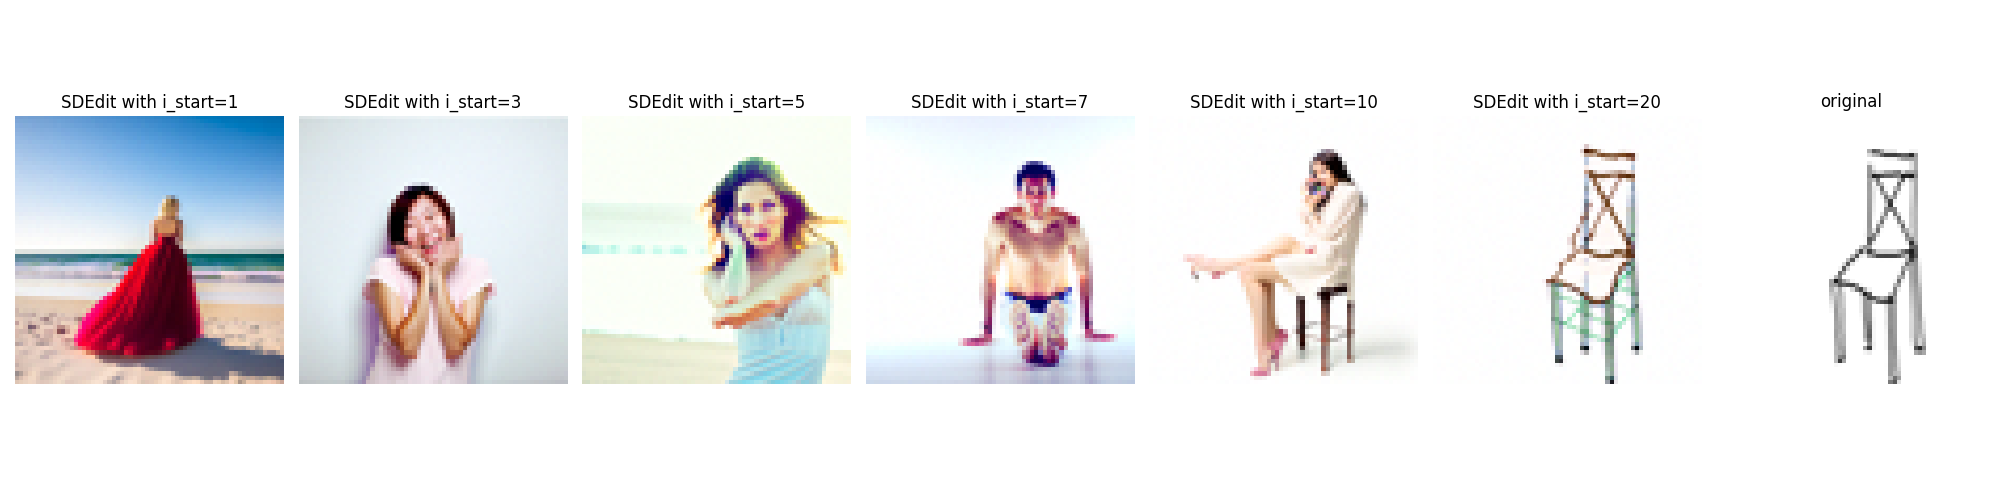 SDEdit with i_start=1
SDEdit with i_start=3
SDEdit with i_start=5
SDEdit with i_start=7
SDEdit with i_start=10
SDEdit with i_start=20
original